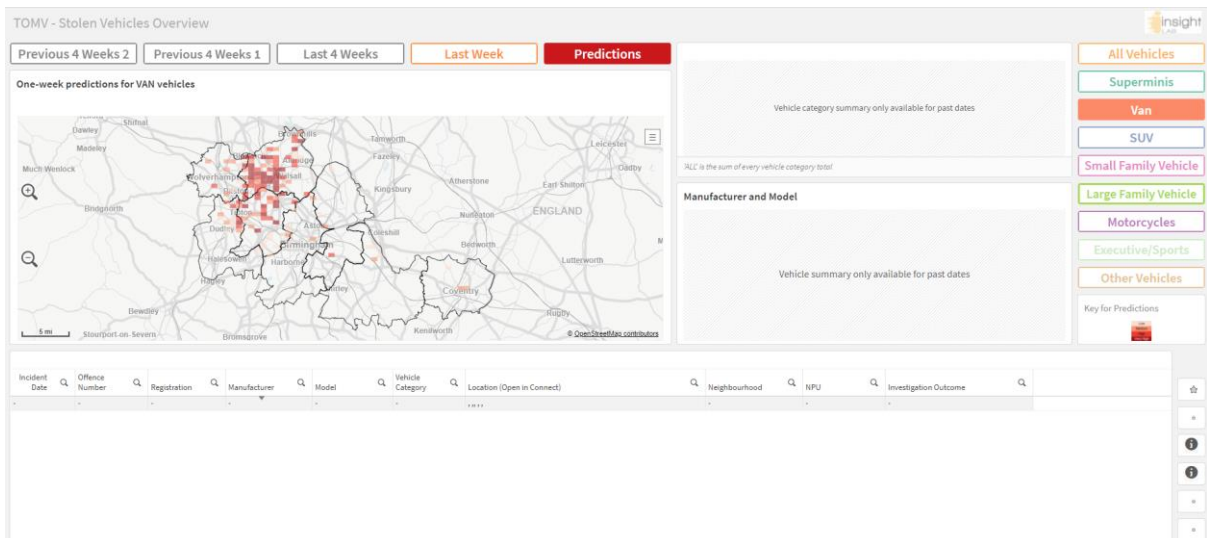 TOMV - Stolen Vehicles Overview
insight
LAB
Previous 4 Weeks 2
Previous 4 Weeks 1
Last 4 Weeks
Last Week
Predictions
One-week predictions for VAN vehicles
Shifnal
Dawley
Madeley
Much Wenlock
Bridgnorth
Tamworth
Fazeley
Kingsbury
Atherstone
Leicester
Oadby
Earl Shilton
Nuneaton
ENGLAND
Dudley
Aston
Coleshill
Birmingham
Bedworth
Halesowen
Harborne
Lutterworth
Hagley
Coventry
Bewdley
Rugby
5 mi
Stourport-on-Severn
Bromsgrove
Kenilworth
© OpenStreetMap contributors
Vehicle category summary only available for past dates
'ALL' is the sum of every vehicle category total
Manufacturer and Model
Vehicle summary only available for past dates
All Vehicles
Superminis
Van
SUV
Small Family Vehicle
Large Family Vehicle
Motorcycles
Executive/Sports
Other Vehicles
Key for Predictions
Incident Date
Offence Number
Registration
Manufacturer
Model
Vehicle Category
Location (Open in Connect)
Neighbourhood
NPU
Investigation Outcome